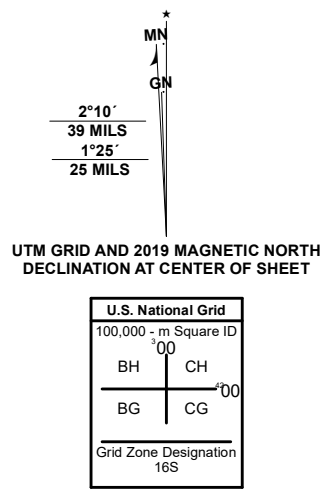 ★
MN
GN
2°10´
39 MILS
1°25´
25 MILS
UTM GRID AND 2019 MAGNETIC NORTH
DECLINATION AT CENTER OF SHEET
U.S. National Grid
100,000 - m Square ID
³00
BH CH
⁴²00
BG CG
Grid Zone Designation
16S